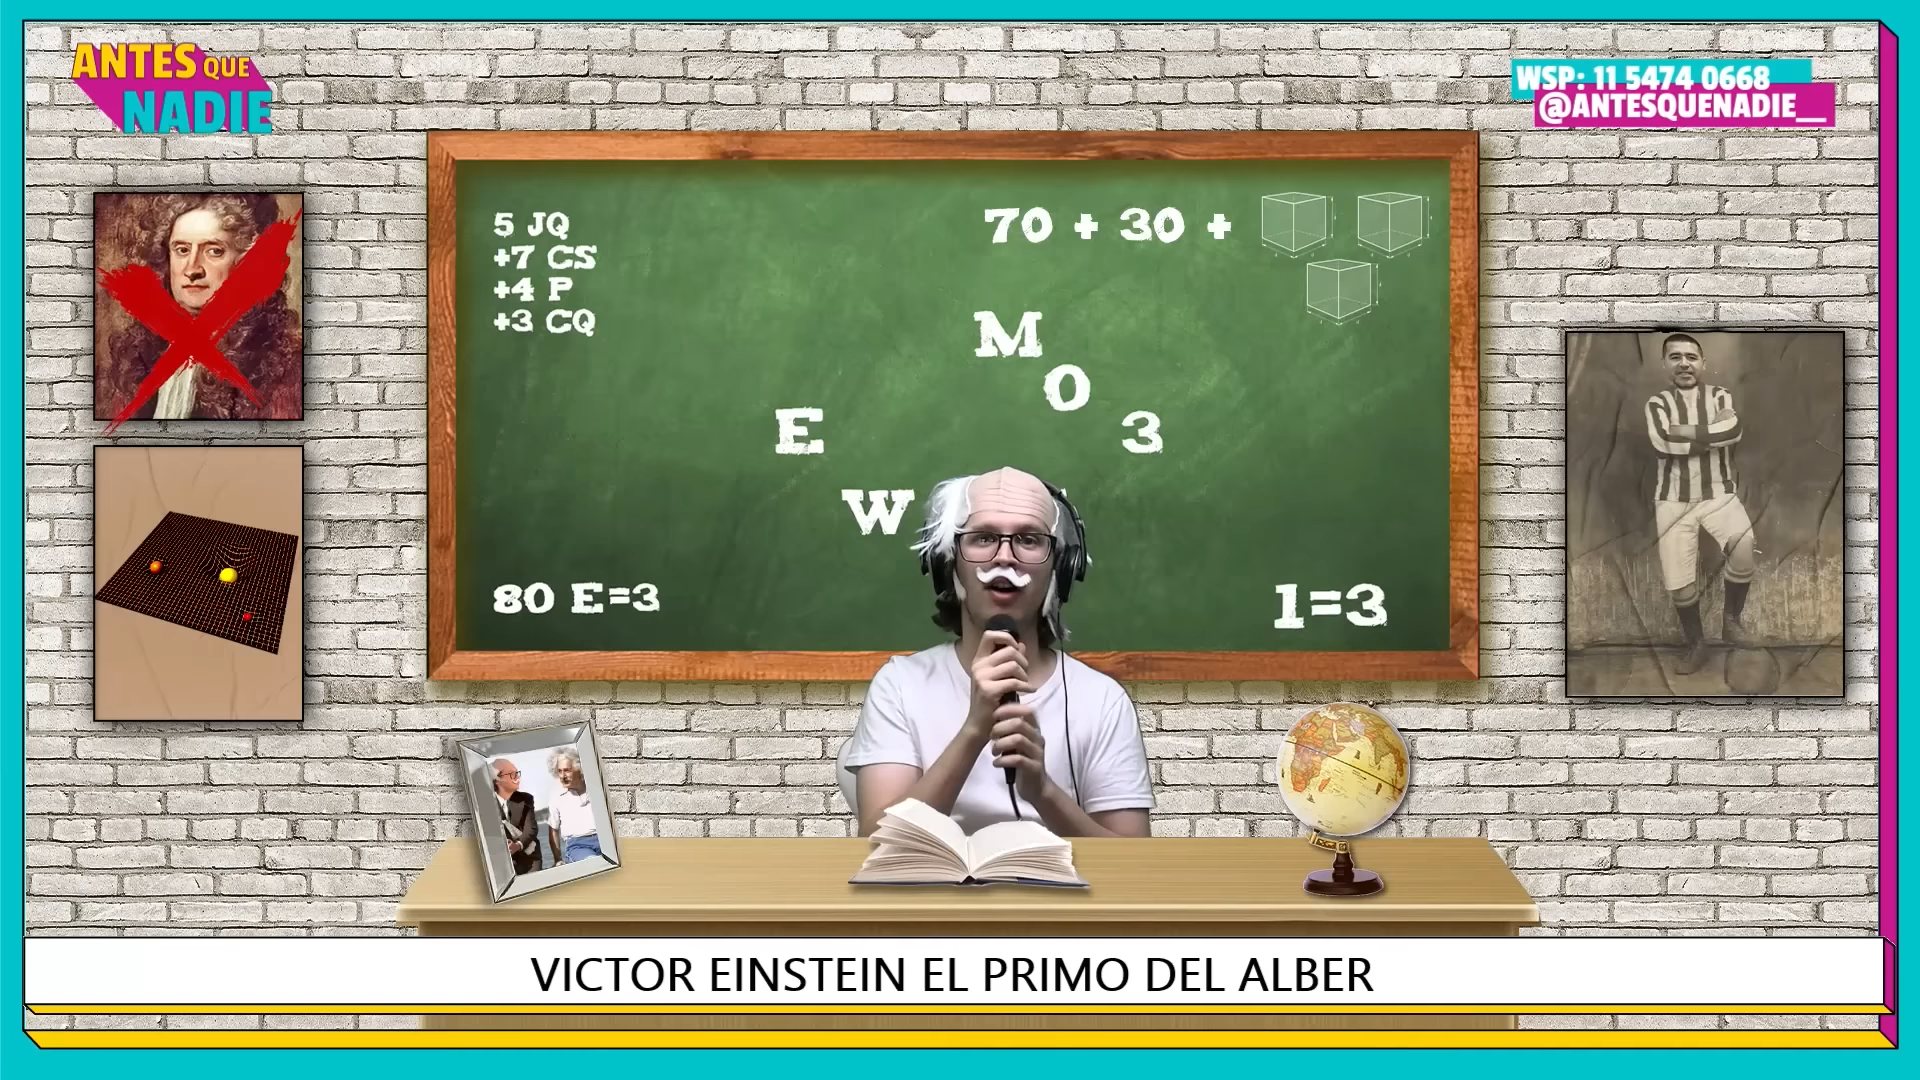 ANTES QUE
NADIE
WSP: 11 5474 0668
@ANTESQUENADIE__
5 JQ
+7 CS
+4 P
+3 CQ
70 + 30 +
M
O
E
3
W
80 E=3
1=3
VICTOR EINSTEIN EL PRIMO DEL ALBER